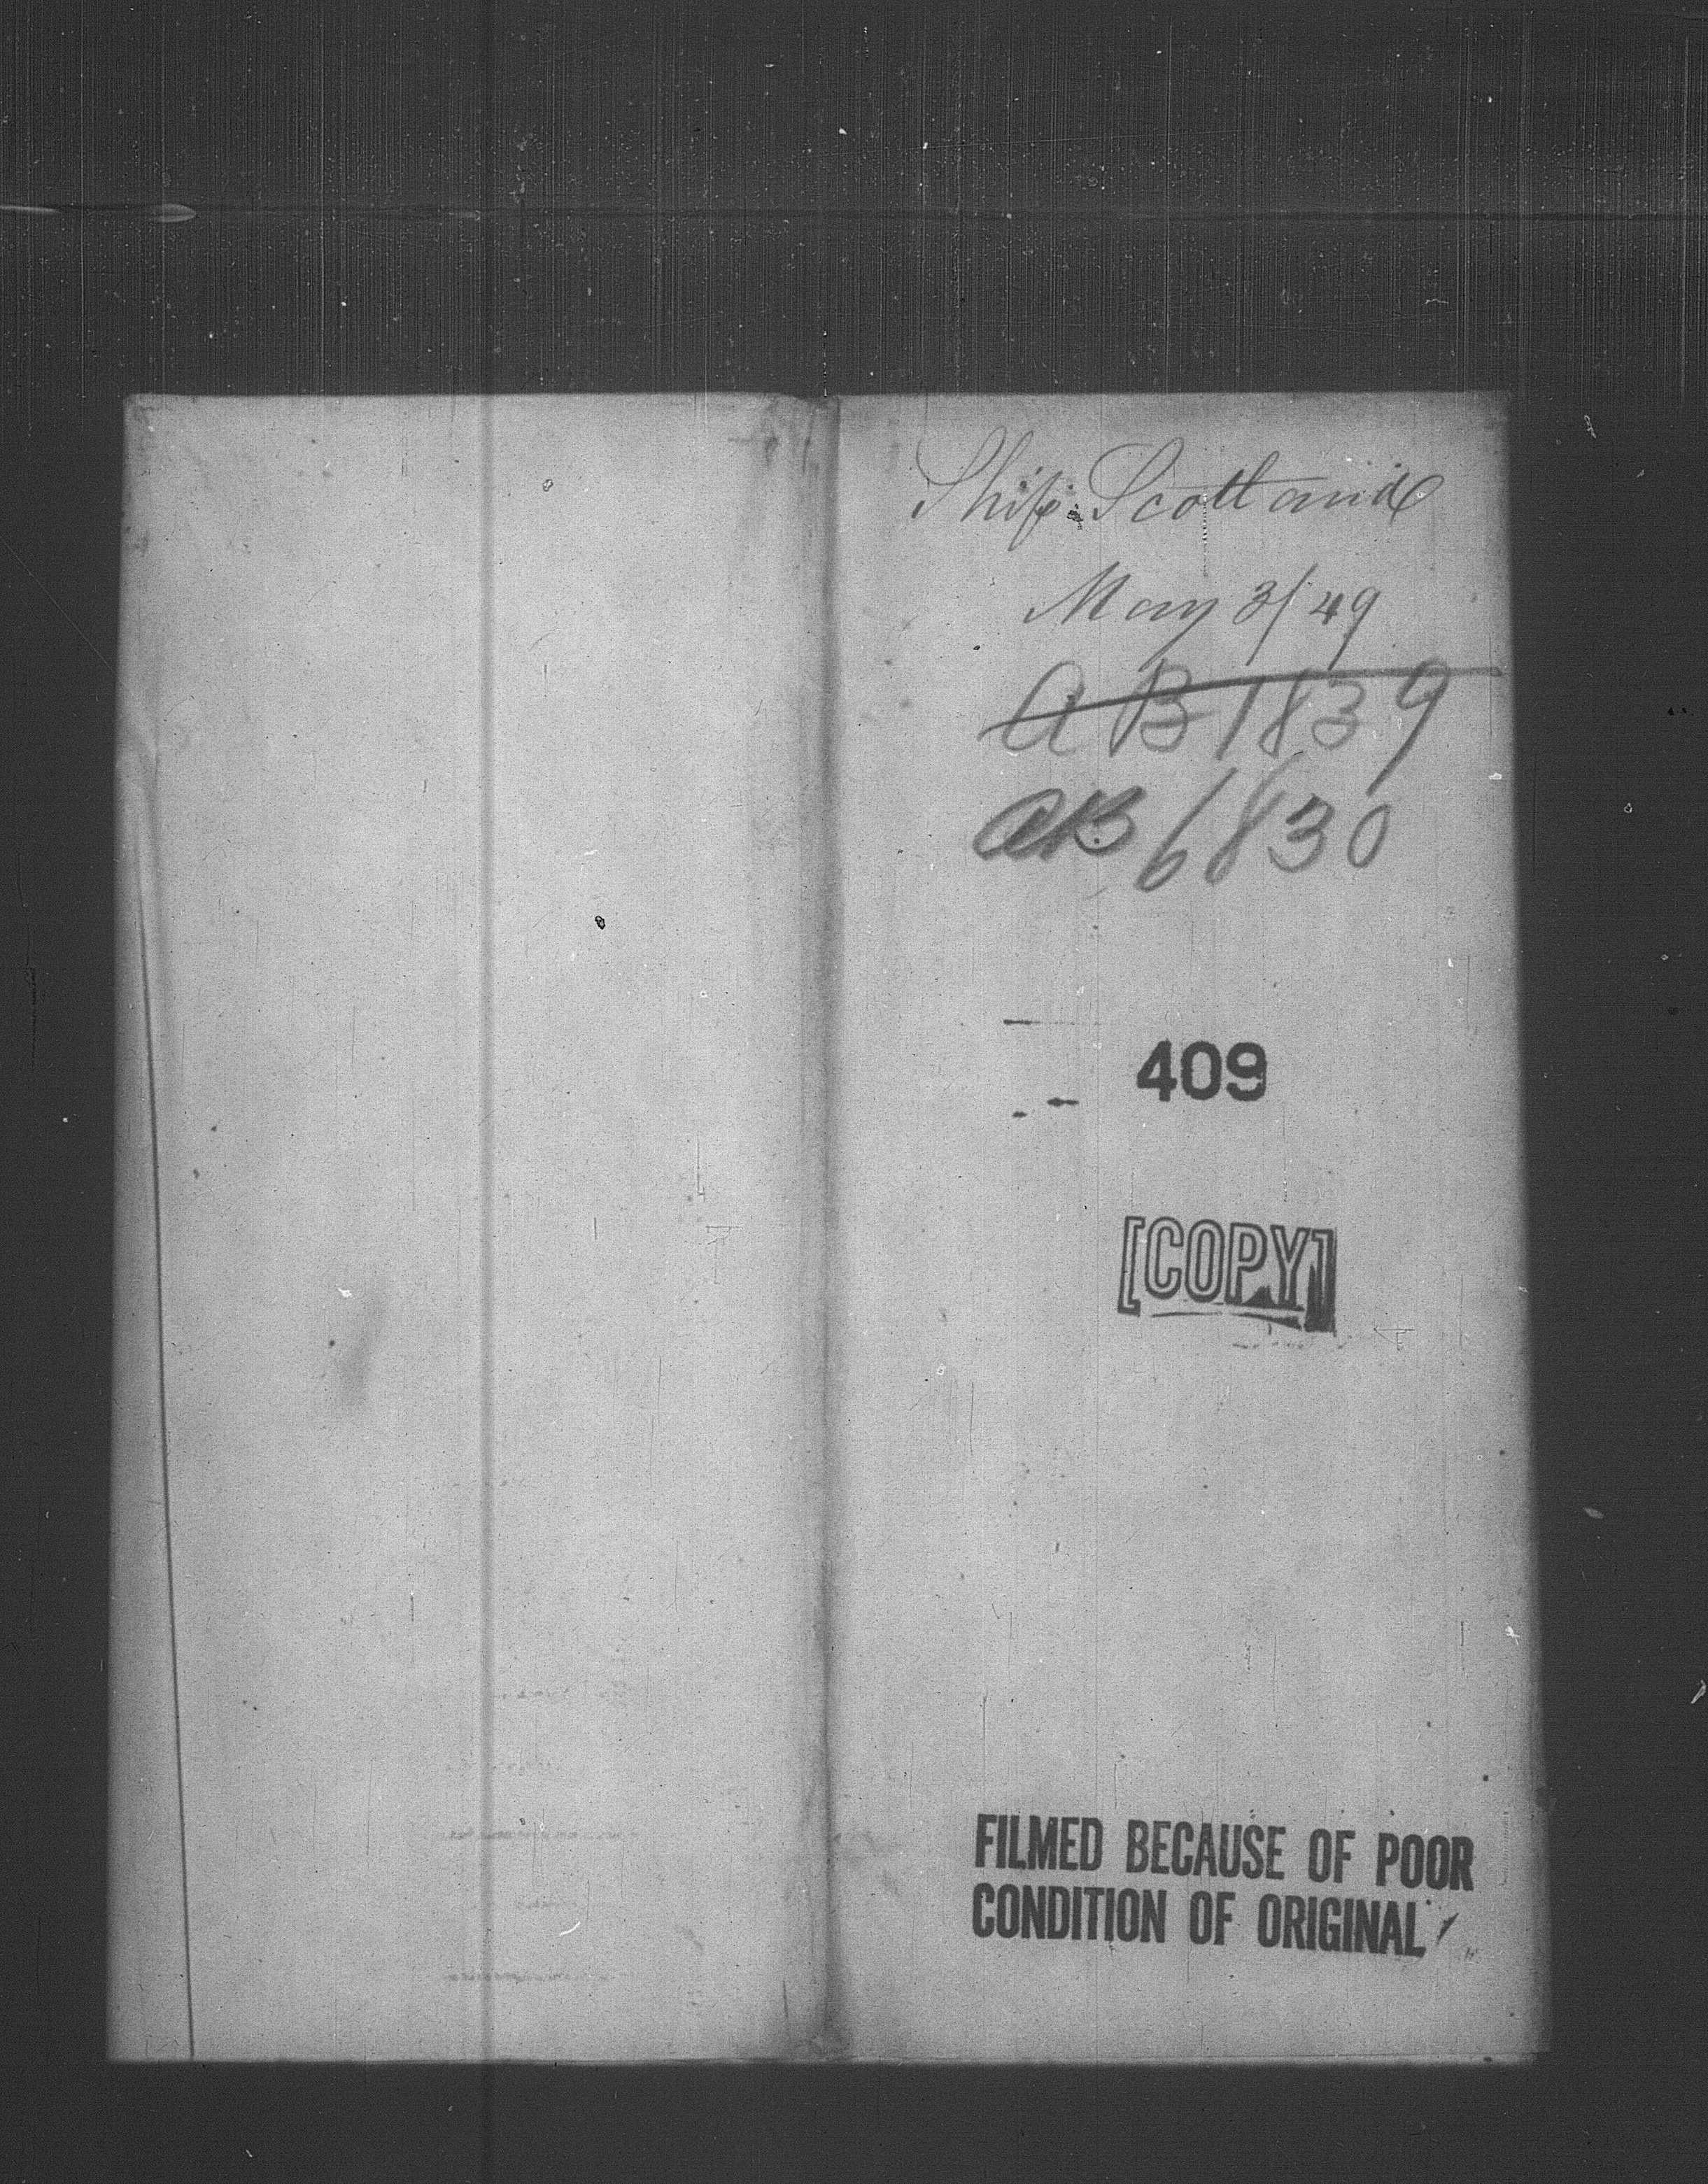 Ship Scotland
May 3/49
AB 1839
AB 6830
409
[COPY]
FILMED BECAUSE OF POOR
CONDITION OF ORIGINAL